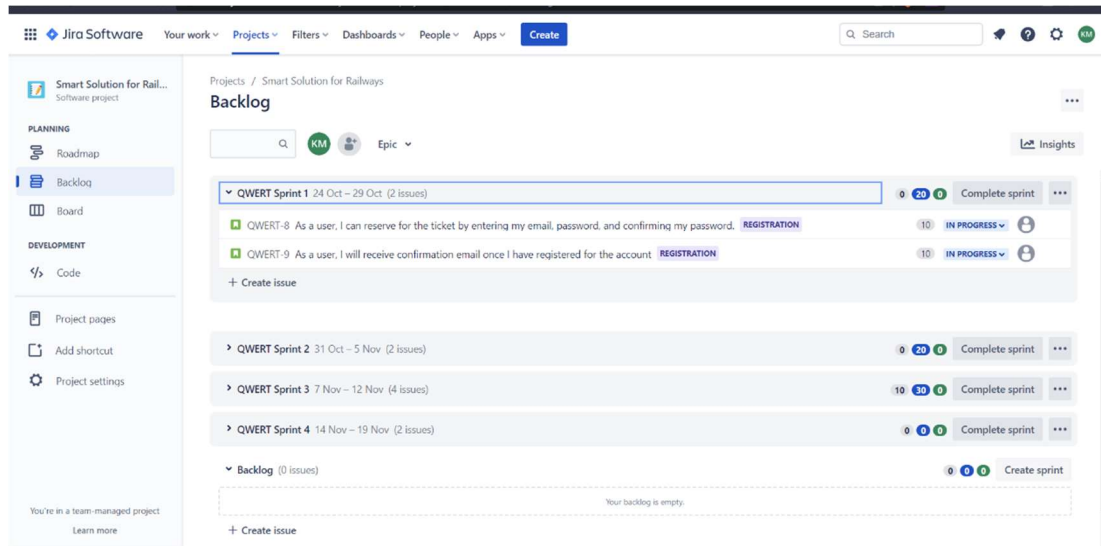 Jira Software Your work Projects Filters Dashboards People Apps Create Search KM
Smart Solution for Rail...
Software project
PLANNING
Roadmap
Backlog
Board
DEVELOPMENT
Code
Project pages
Add shortcut
Project settings
You're in a team-managed project
Learn more
Projects / Smart Solution for Railways
Backlog
KM Epic Insights
QWERT Sprint 1 24 Oct – 29 Oct (2 issues) 0 20 0 Complete sprint
QWERT-8 As a user, I can reserve for the ticket by entering my email, password, and confirming my password. REGISTRATION 10 IN PROGRESS
QWERT-9 As a user, I will receive confirmation email once I have registered for the account REGISTRATION 10 IN PROGRESS
+ Create issue
QWERT Sprint 2 31 Oct – 5 Nov (2 issues) 0 20 0 Complete sprint
QWERT Sprint 3 7 Nov – 12 Nov (4 issues) 10 30 0 Complete sprint
QWERT Sprint 4 14 Nov – 19 Nov (2 issues) 0 0 0 Complete sprint
Backlog (0 issues) 0 0 0 Create sprint
Your backlog is empty.
+ Create issue